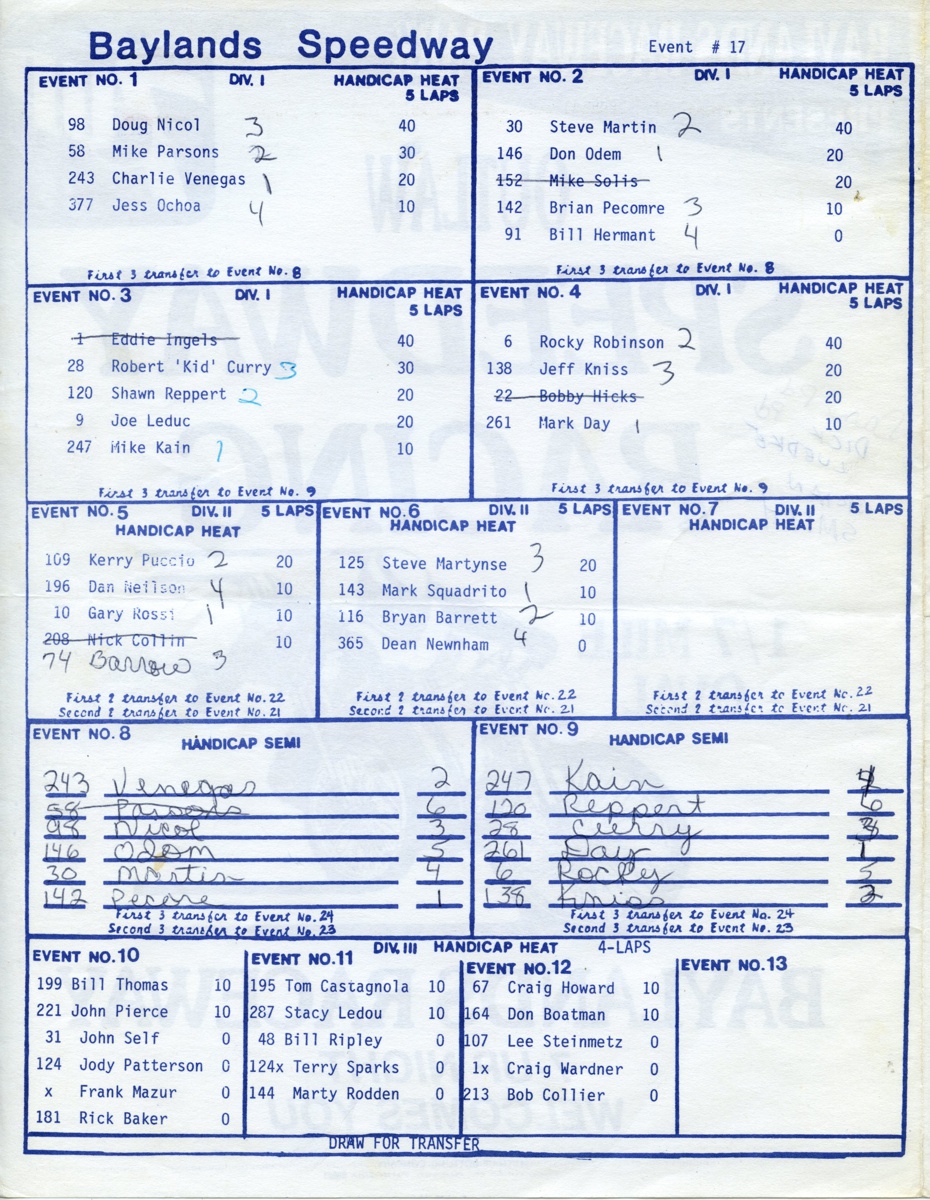 Baylands Speedway Event # 17
EVENT NO. 1 DIV. I HANDICAP HEAT
5 LAPS
98 Doug Nicol 3 40
58 Mike Parsons 2 30
243 Charlie Venegas 1 20
377 Jess Ochoa 4 10
First 3 transfer to Event No. 8
EVENT NO. 2 DIV. I HANDICAP HEAT
5 LAPS
30 Steve Martin 2 40
146 Don Odem 1 20
152 Mike Solis 20
142 Brian Pecomre 3 10
91 Bill Hermant 4 0
First 3 transfer to Event No. 8
EVENT NO. 3 DIV. I HANDICAP HEAT
5 LAPS
1 Eddie Ingels 40
28 Robert 'Kid' Curry 3 30
120 Shawn Reppert 2 20
9 Joe Leduc 20
247 Mike Kain 1 10
First 3 transfer to Event No. 9
EVENT NO. 4 DIV. I HANDICAP HEAT
5 LAPS
6 Rocky Robinson 2 40
138 Jeff Kniss 3 20
22 Bobby Hicks 20
261 Mark Day 1 10
First 3 transfer to Event No. 9
EVENT NO. 5 DIV. II 5 LAPS
HANDICAP HEAT
109 Kerry Puccio 2 20
196 Dan Neilson 4 10
10 Gary Rossi 1 10
208 Nick Collin 10
74 Barrow 3
First 2 transfer to Event No. 22
Second 2 transfer to Event No. 21
EVENT NO. 6 DIV. II 5 LAPS
HANDICAP HEAT
125 Steve Martynse 3 20
143 Mark Squadrito 1 10
116 Bryan Barrett 2 10
365 Dean Newnham 4 0
First 2 transfer to Event No. 22
Second 2 transfer to Event No. 21
EVENT NO. 7 DIV. II 5 LAPS
HANDICAP HEAT
First 2 transfer to Event No. 22
Second 2 transfer to Event No. 21
EVENT NO. 8
HANDICAP SEMI
243 Venegas 2
58 Parsons 6
98 Nicol 3
146 Odom 5
30 Martin 4
142 Pecore 1
First 3 transfer to Event No. 24
Second 3 transfer to Event No. 23
EVENT NO. 9
HANDICAP SEMI
247 Kain 4
120 Reppert 6
28 Curry 3
261 Day 1
6 Rocky 5
138 Kniss 2
First 3 transfer to Event No. 24
Second 3 transfer to Event No. 23
DIV. III HANDICAP HEAT 4-LAPS
EVENT NO. 10
199 Bill Thomas 10
221 John Pierce 10
31 John Self 0
124 Jody Patterson 0
x Frank Mazur 0
181 Rick Baker 0
EVENT NO. 11
195 Tom Castagnola 10
287 Stacy Ledou 10
48 Bill Ripley 0
124x Terry Sparks 0
144 Marty Rodden 0
EVENT NO. 12
67 Craig Howard 10
164 Don Boatman 10
107 Lee Steinmetz 0
1x Craig Wardner 0
213 Bob Collier 0
EVENT NO. 13
DRAW FOR TRANSFER